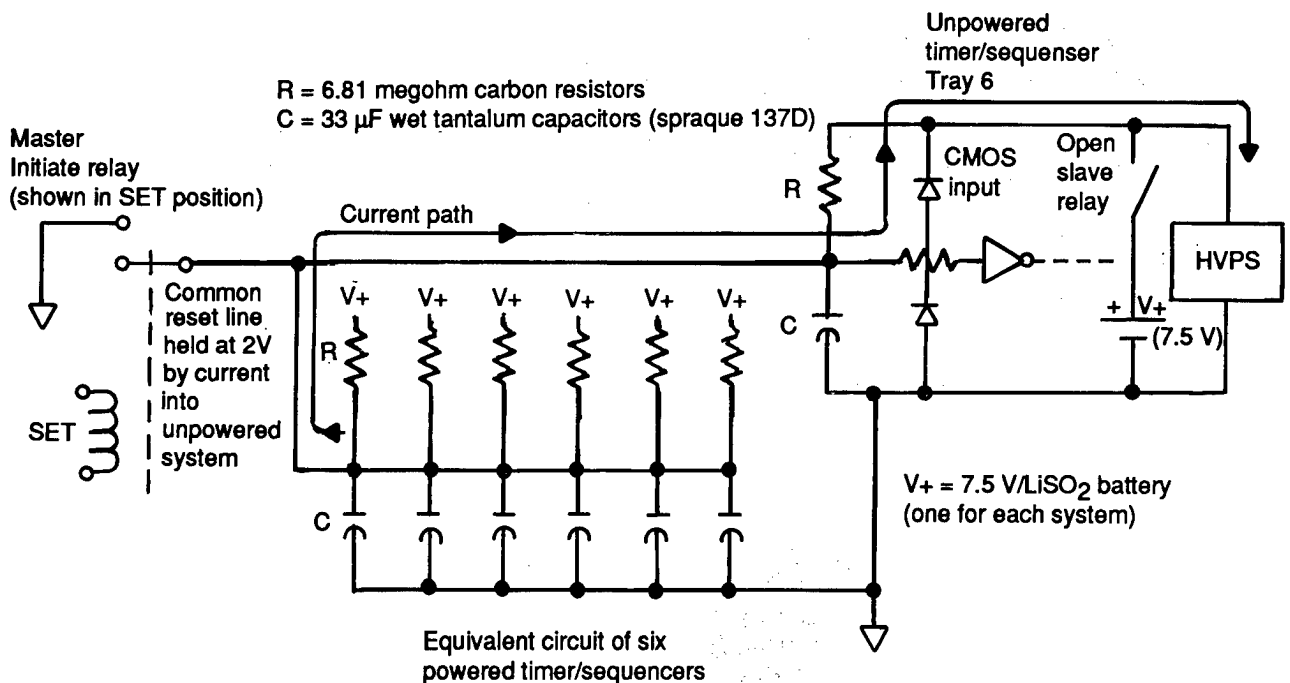 Unpowered
timer/sequenser
Tray 6
R = 6.81 megohm carbon resistors
C = 33 µF wet tantalum capacitors (spraque 137D)
Master
Initiate relay
(shown in SET position)
Current path
R
CMOS
input
Open
slave
relay
HVPS
Common
reset line
held at 2V
by current
into
unpowered
system
V+ V+ V+ V+ V+ V+
R
C
+ V+
(7.5 V)
SET
C
V+ = 7.5 V/LiSO2 battery
(one for each system)
Equivalent circuit of six
powered timer/sequencers